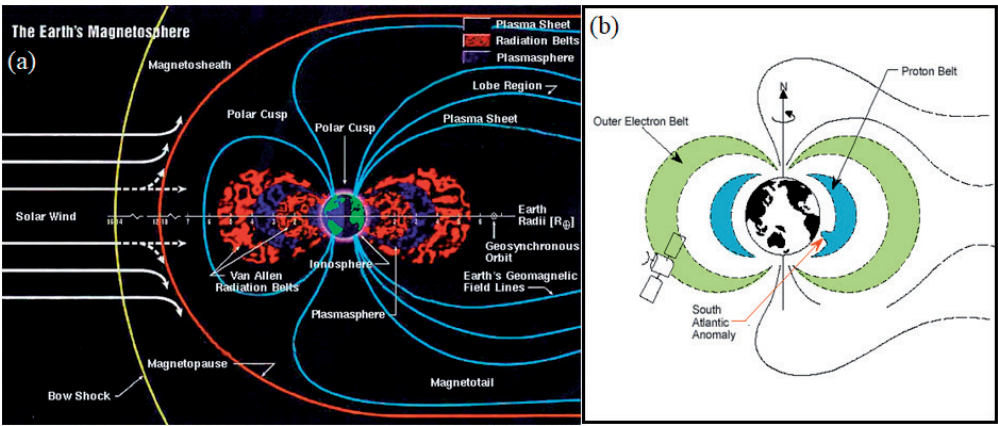 The Earth's Magnetosphere
(a)
Plasma Sheet
Radiation Belts
Plasmasphere
Magnetosheath
Polar Cusp
Polar Cusp
Lobe Region
Plasma Sheet
Solar Wind
Earth
Radii [R⊕]
Geosynchronous
Orbit
Van Allen
Radiation Belts
Ionosphere
Plasmasphere
Earth's Geomagnelic
Field Lines
Magnetopause
Magnetotail
Bow Shock
(b)
Proton Belt
N
Outer Electron Belt
South
Atlantic
Anomaly